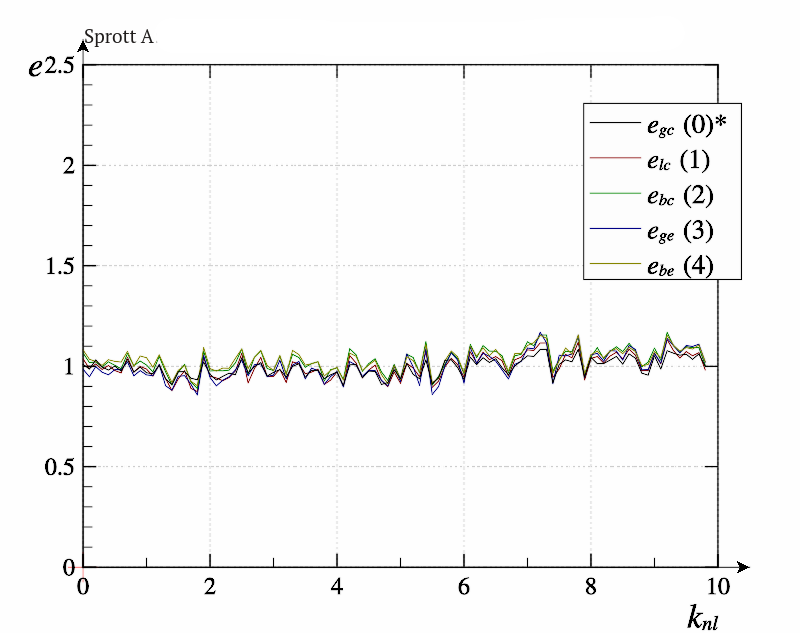 Sprott A
e
2.5
2
1.5
1
0.5
0
0 2 4 6 8 10
k_nl
e_gc (0)*
e_lc (1)
e_bc (2)
e_ge (3)
e_be (4)